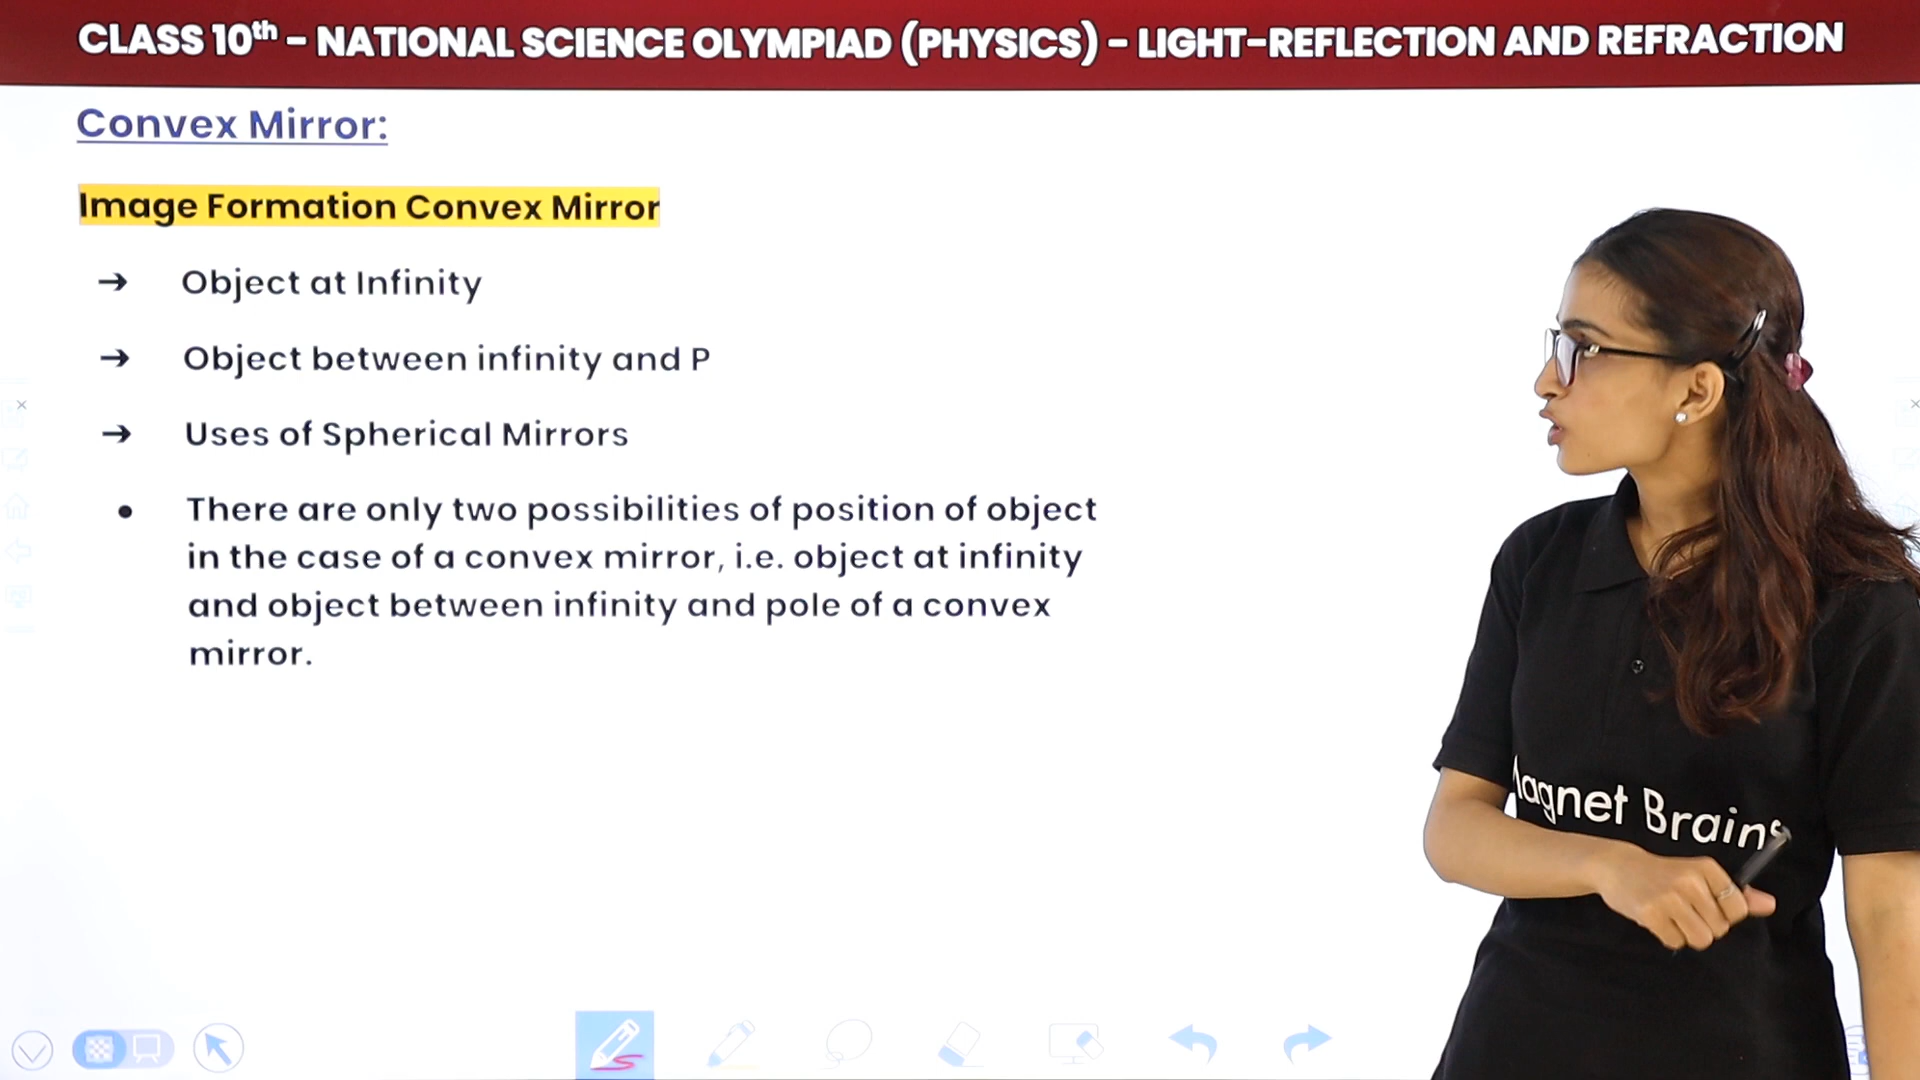 CLASS 10th - NATIONAL SCIENCE OLYMPIAD (PHYSICS) - LIGHT-REFLECTION AND REFRACTION
Convex Mirror:
Image Formation Convex Mirror
→ Object at Infinity
→ Object between infinity and P
→ Uses of Spherical Mirrors
• There are only two possibilities of position of object
in the case of a convex mirror, i.e. object at infinity
and object between infinity and pole of a convex
mirror.
Magnet Brains